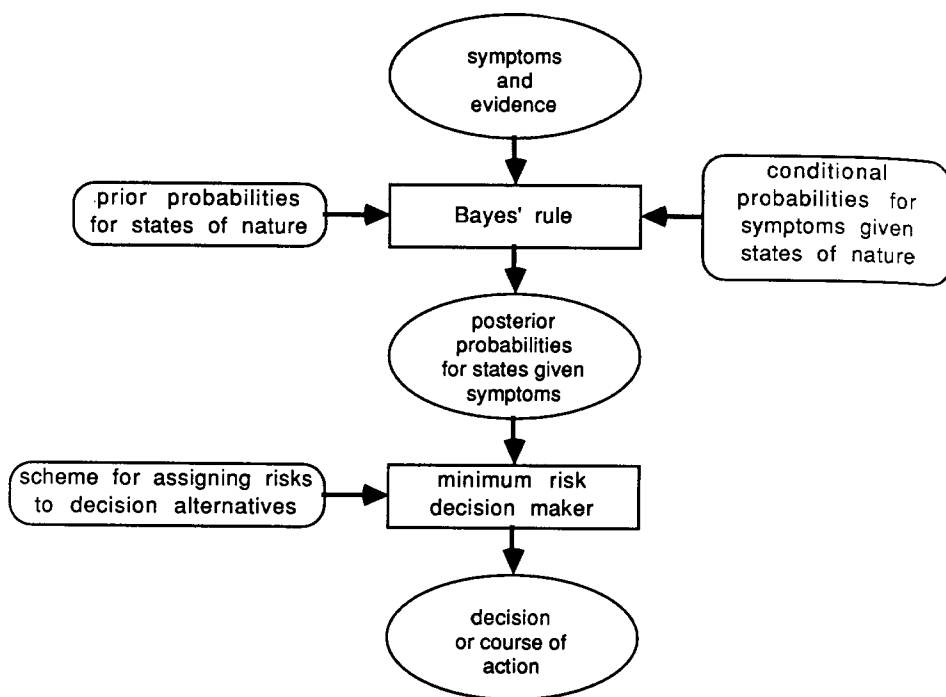 symptoms
and
evidence
prior probabilities
for states of nature
Bayes' rule
conditional
probabilities for
symptoms given
states of nature
posterior
probabilities
for states given
symptoms
scheme for assigning risks
to decision alternatives
minimum risk
decision maker
decision
or course of
action